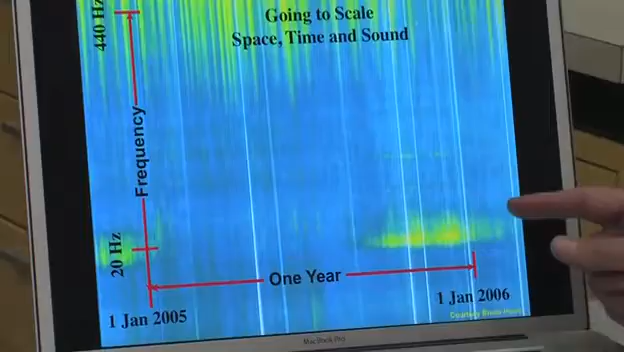 Going to Scale
Space, Time and Sound
440 Hz
Frequency
20 Hz
One Year
1 Jan 2005
1 Jan 2006
Courtesy
MacBook Pro